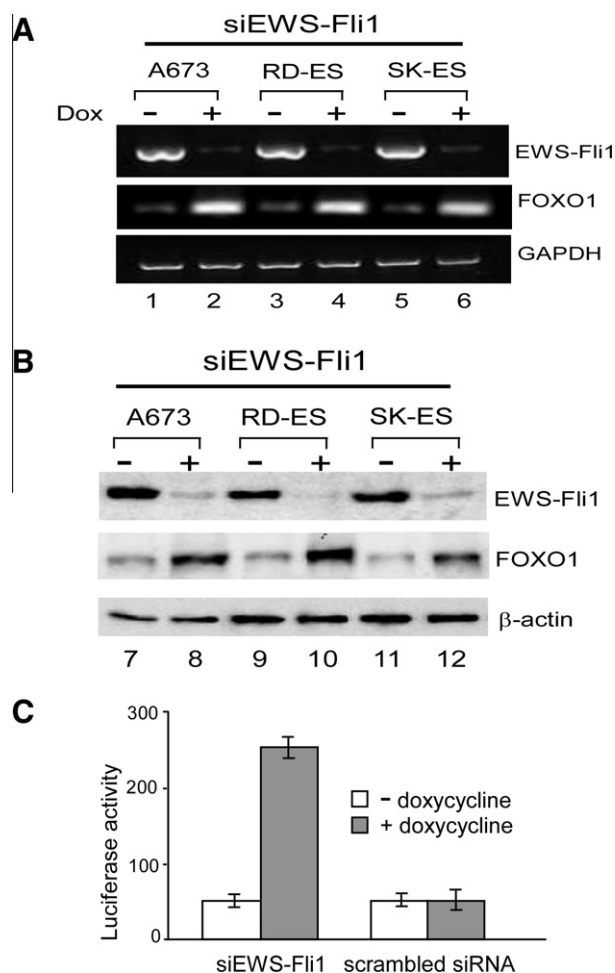 A
siEWS-Fli1
A673 RD-ES SK-ES
Dox − + − + − +
EWS-Fli1
FOXO1
GAPDH
1 2 3 4 5 6
B
siEWS-Fli1
A673 RD-ES SK-ES
− + − + − +
EWS-Fli1
FOXO1
β-actin
7 8 9 10 11 12
C
Luciferase activity
300
200
100
50
0
− doxycycline
+ doxycycline
siEWS-Fli1 scrambled siRNA